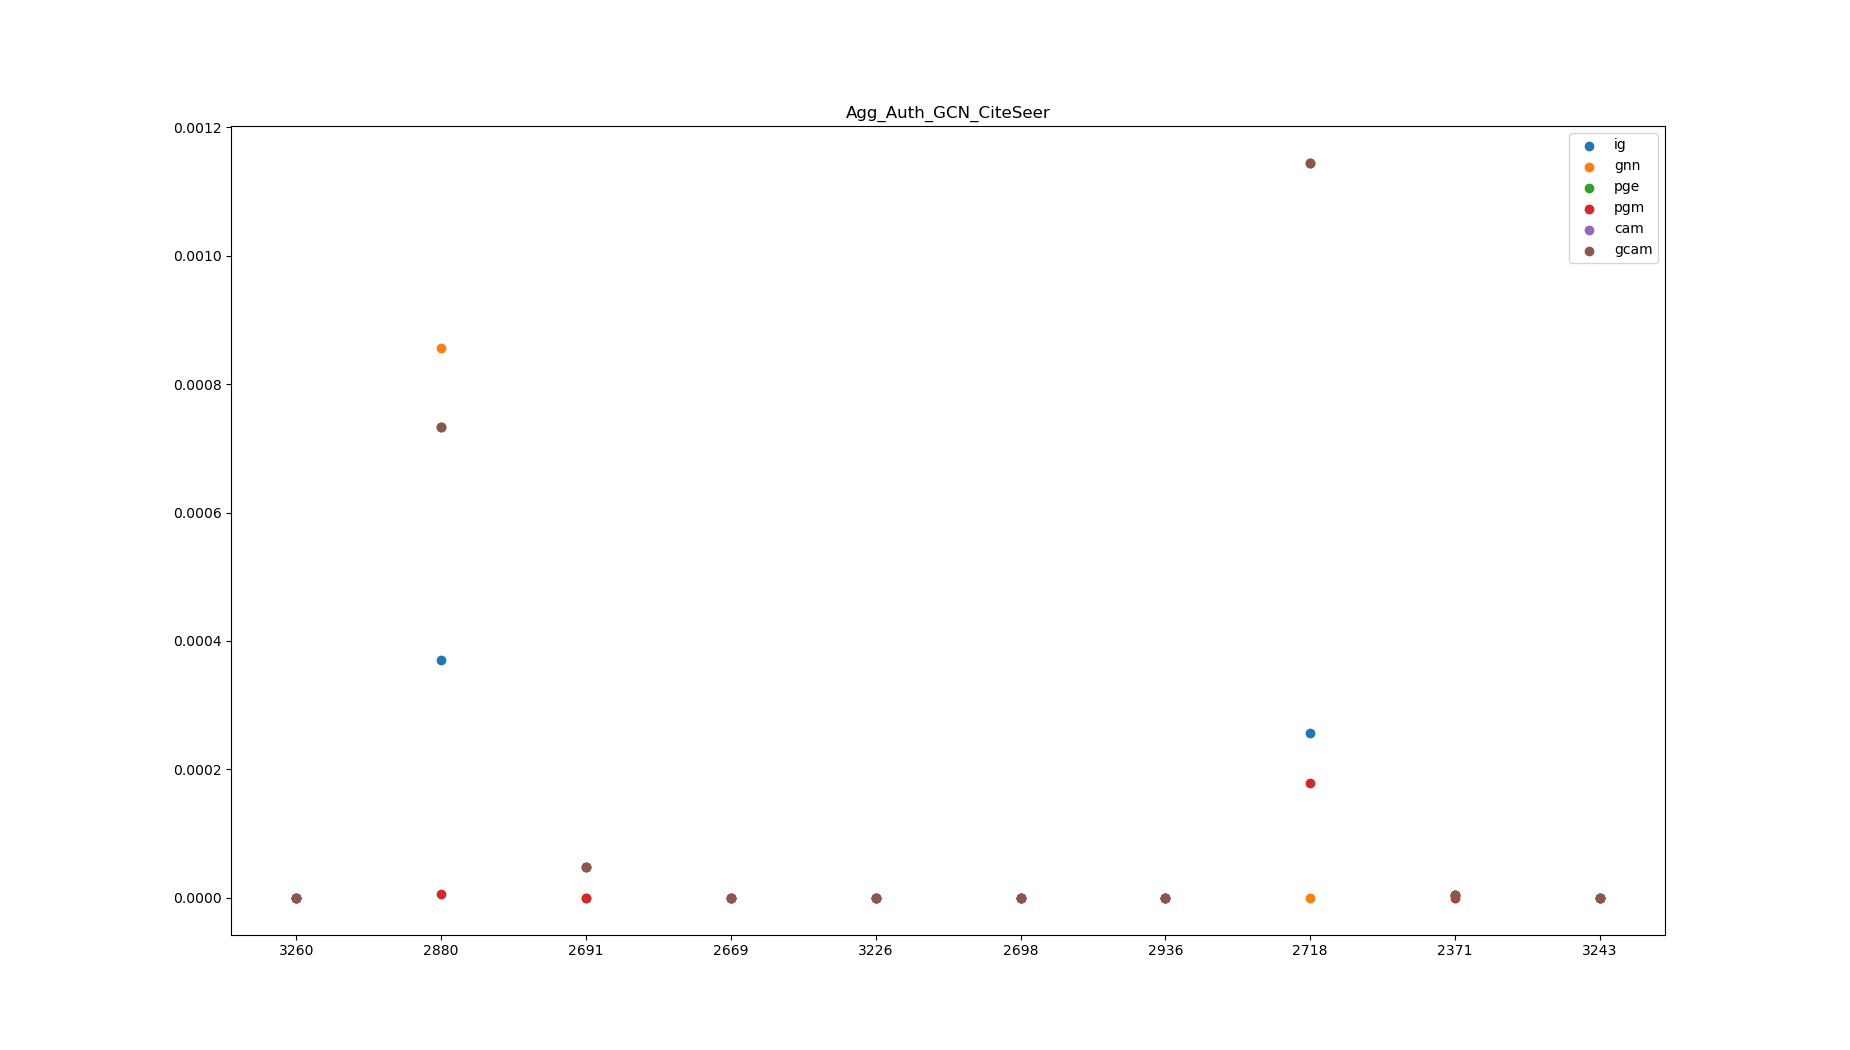 Agg_Auth_GCN_CiteSeer
0.0012
0.0010
0.0008
0.0006
0.0004
0.0002
0.0000
ig
gnn
pge
pgm
cam
gcam
3260 2880 2691 2669 3226 2698 2936 2718 2371 3243